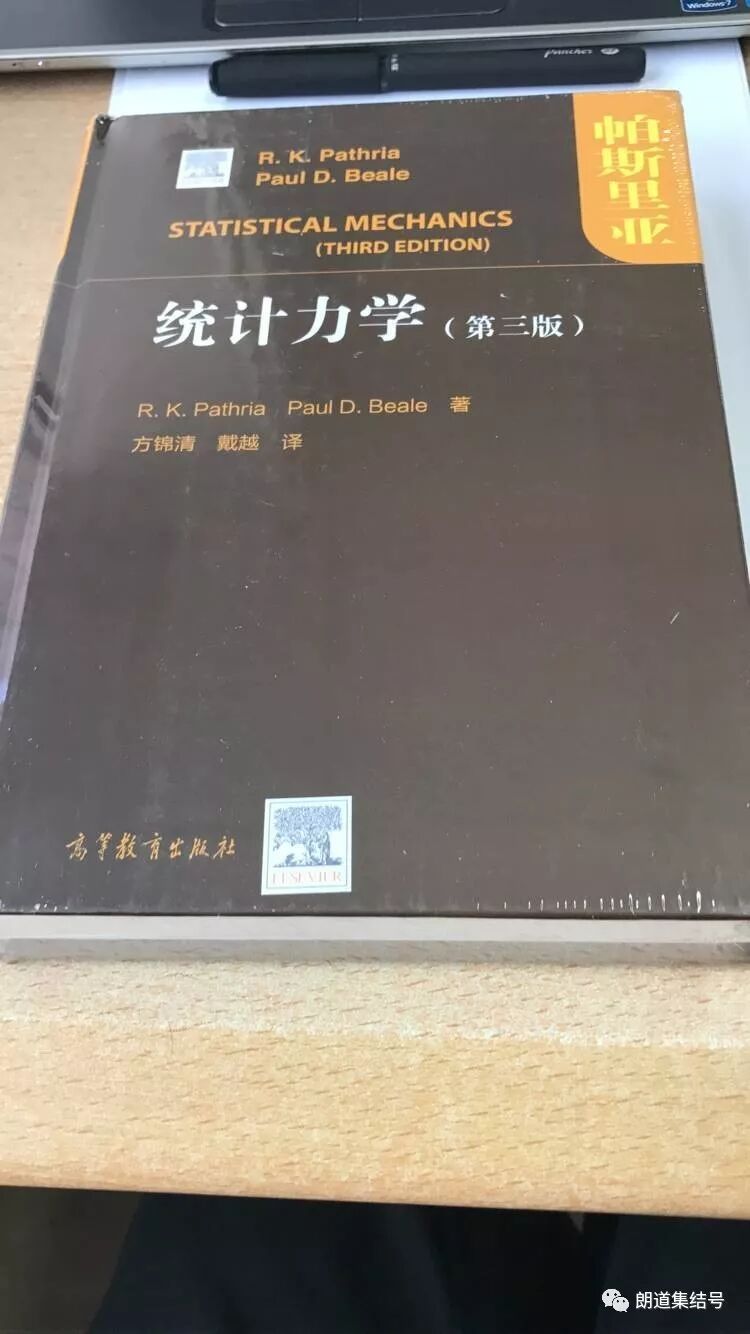 Windows 7
R. K. Pathria
Paul D. Beale
帕斯里亚
STATISTICAL MECHANICS
(THIRD EDITION)
统计力学（第三版）
R. K. Pathria Paul D. Beale 著
方锦清 戴越 译
高等教育出版社
ELSEVIER
朗道集结号